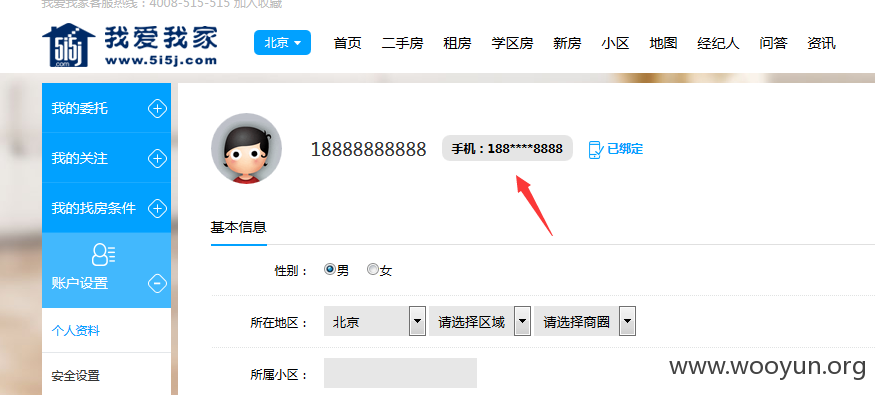 我爱我家客服热线：4008-515-515 加入收藏
5i5j
.com
我爱我家
www.5i5j.com
北京
首页 二手房 租房 学区房 新房 小区 地图 经纪人 问答 资讯
我的委托
我的关注
我的找房条件
账户设置
个人资料
安全设置
18888888888 手机：188****8888 已绑定
基本信息
性别： 男 女
所在地区： 北京 请选择区域 请选择商圈
所属小区：
www.wooyun.org